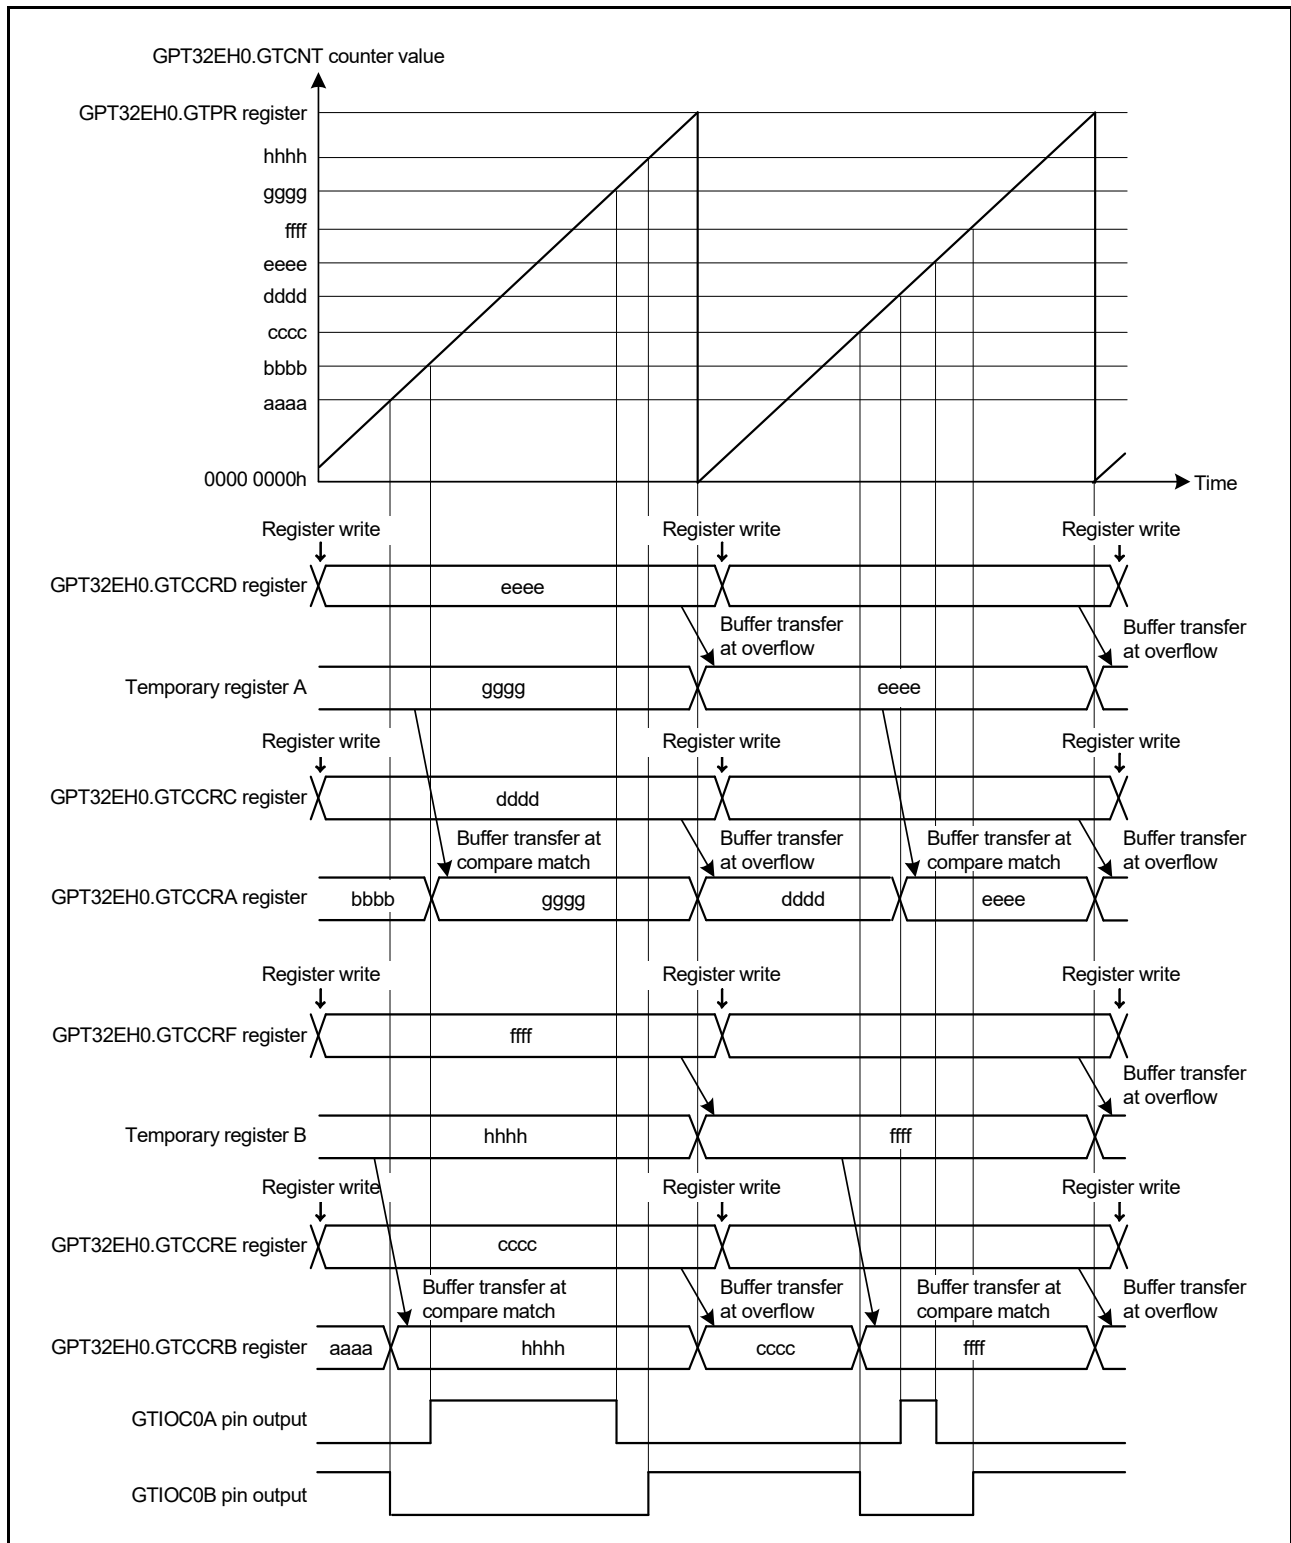 GPT32EH0.GTCNT counter value
GPT32EH0.GTPR register
hhhh
gggg
ffff
eeee
dddd
cccc
bbbb
aaaa
0000 0000h
Time
Register write Register write Register write
GPT32EH0.GTCCRD register eeee
Buffer transfer
at overflow
Buffer transfer
at overflow
Temporary register A gggg eeee
Register write Register write Register write
GPT32EH0.GTCCRC register dddd
Buffer transfer at
compare match
Buffer transfer
at overflow
Buffer transfer at
compare match
Buffer transfer
at overflow
GPT32EH0.GTCCRA register bbbb gggg dddd eeee
Register write Register write Register write
GPT32EH0.GTCCRF register ffff
Buffer transfer
at overflow
Temporary register B hhhh ffff
Register write Register write Register write
GPT32EH0.GTCCRE register cccc
Buffer transfer at
compare match
Buffer transfer
at overflow
Buffer transfer at
compare match
Buffer transfer
at overflow
GPT32EH0.GTCCRB register aaaa hhhh cccc ffff
GTIOC0A pin output
GTIOC0B pin output